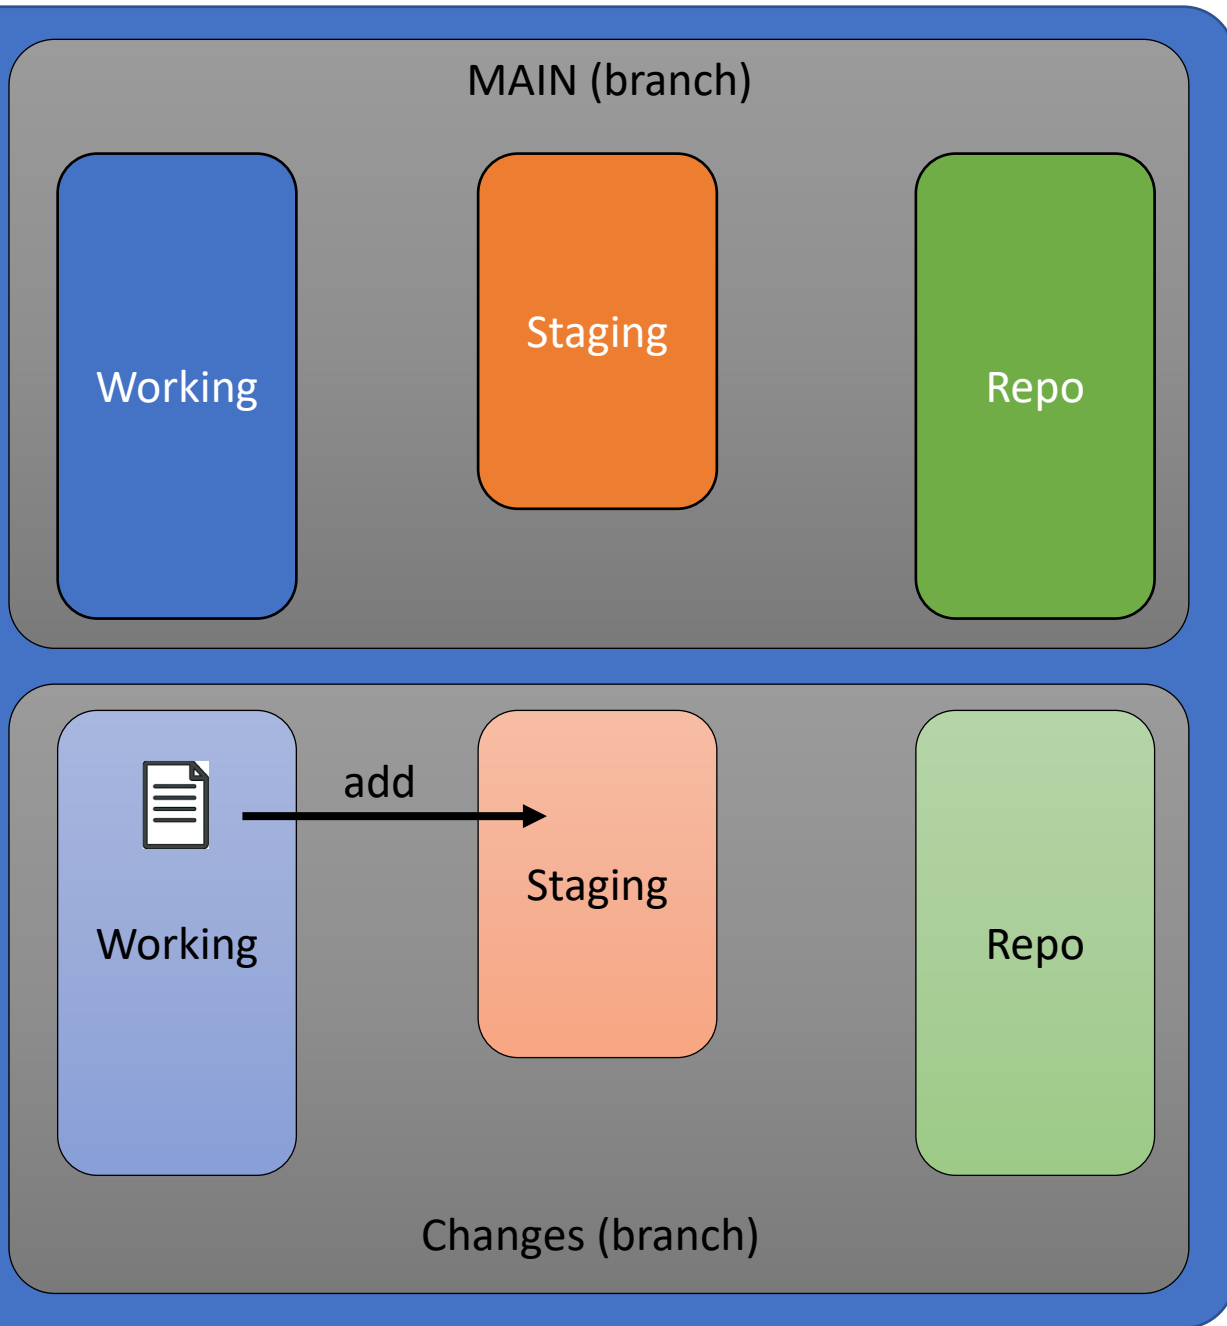 MAIN (branch)
Working
Staging
Repo
add
Working
Staging
Repo
Changes (branch)